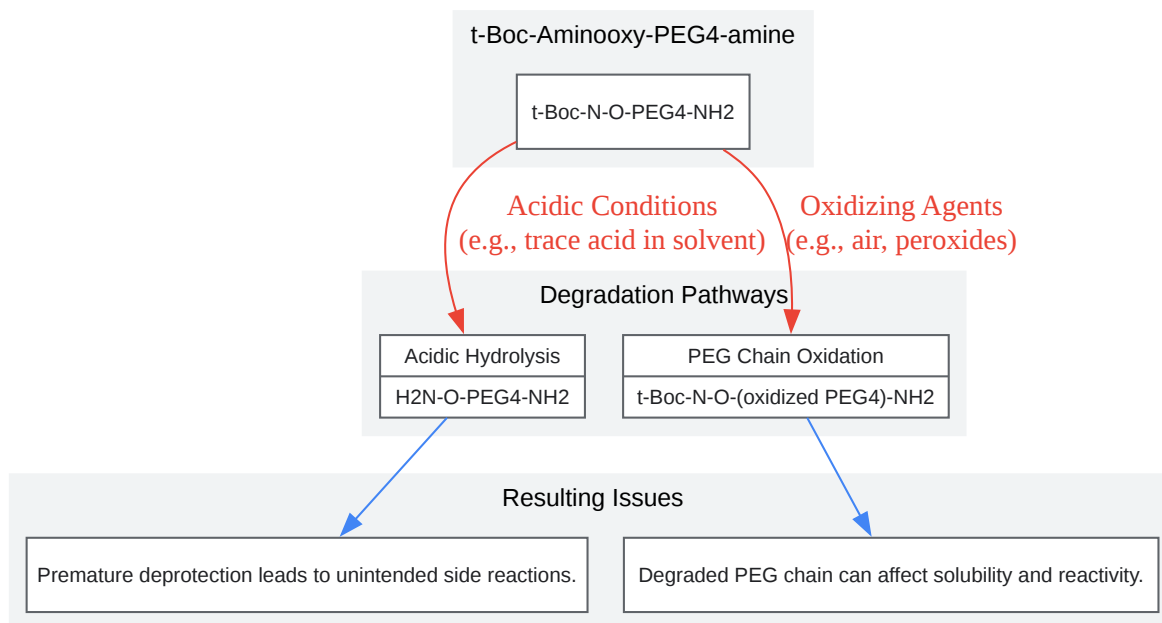 t-Boc-Aminooxy-PEG4-amine
t-Boc-N-O-PEG4-NH2
Acidic Conditions
(e.g., trace acid in solvent)
Oxidizing Agents
(e.g., air, peroxides)
Degradation Pathways
Acidic Hydrolysis
H2N-O-PEG4-NH2
PEG Chain Oxidation
t-Boc-N-O-(oxidized PEG4)-NH2
Resulting Issues
Premature deprotection leads to unintended side reactions.
Degraded PEG chain can affect solubility and reactivity.